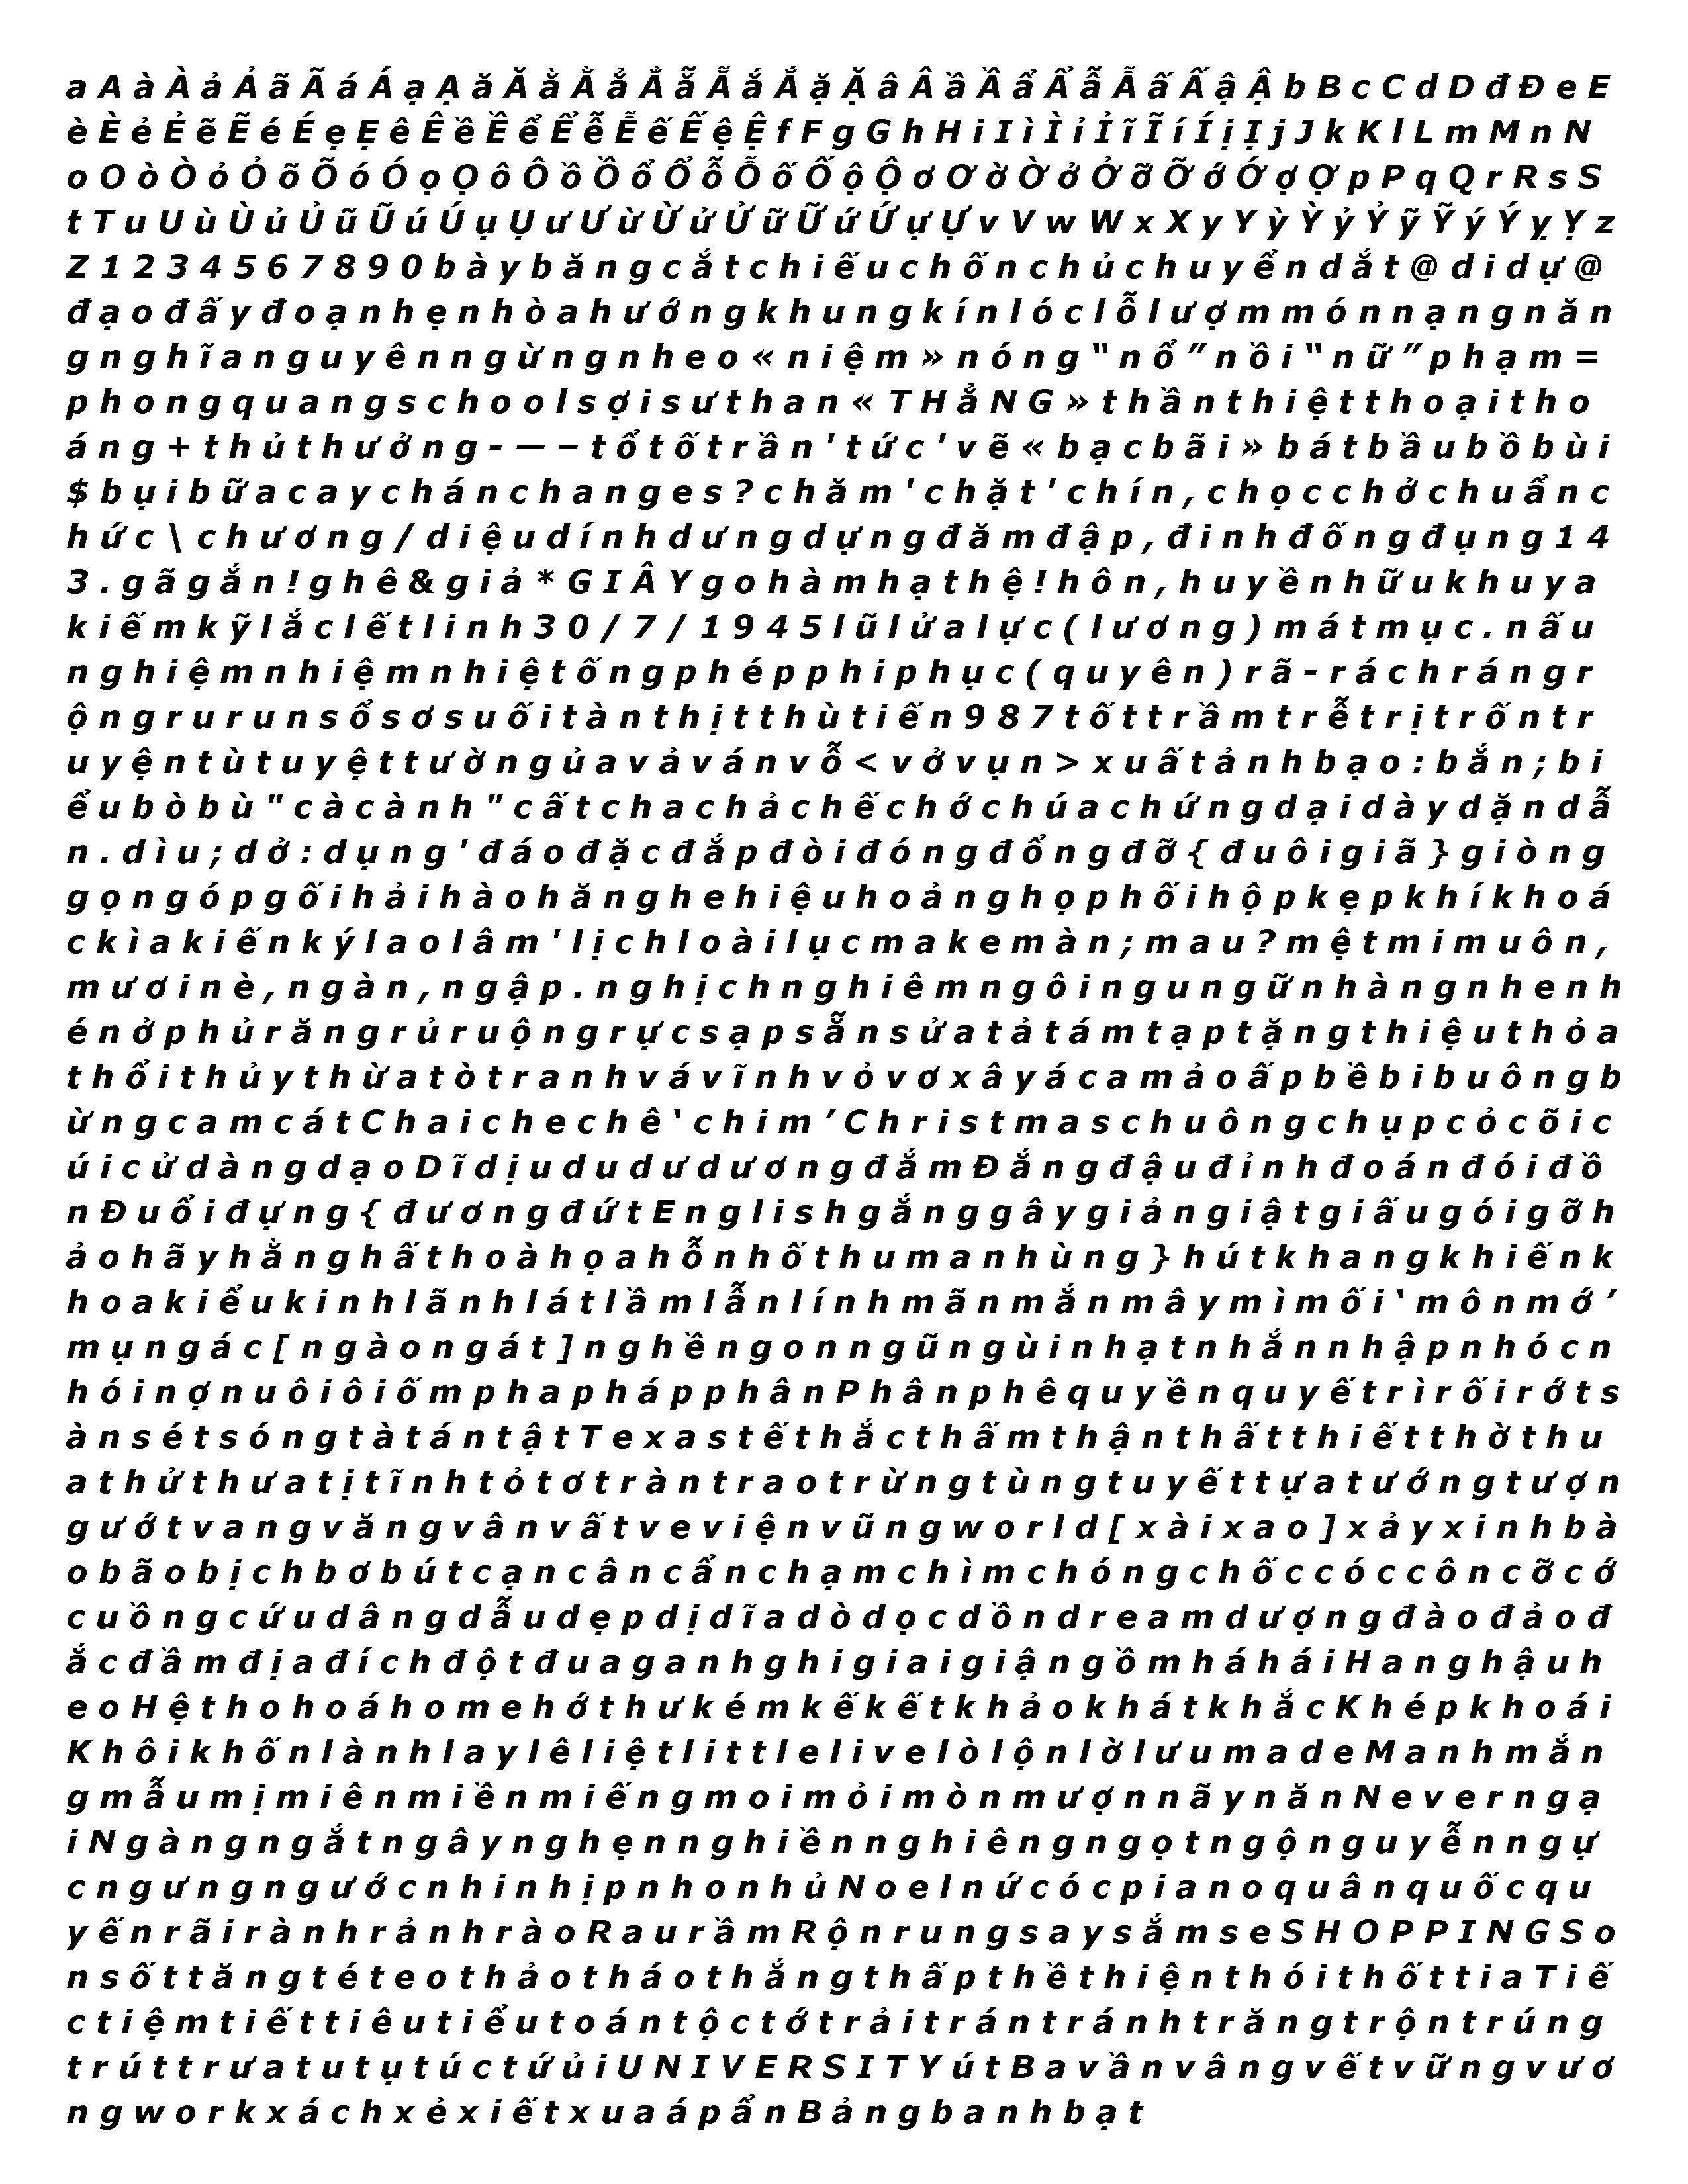 a A à À ả Ả ã Ã á Á ạ Ạ ă Ă ằ Ằ ẳ Ẳ ẵ Ẵ ắ Ắ ặ Ặ â Â ầ Ầ ẩ Ẩ ẫ Ẫ ấ Ấ ậ Ậ b B c C d D đ Đ e E
è È ẻ Ẻ ẽ Ẽ é É ẹ Ẹ ê Ê ề Ề ể Ể ễ Ễ ế Ế ệ Ệ f F g G h H i I ì Ì ỉ Ỉ ĩ Ĩ í Í ị Ị j J k K l L m M n N
o O ò Ò ỏ Ỏ õ Õ ó Ó ọ Ọ ô Ô ồ Ồ ổ Ổ ỗ Ỗ ố Ố ộ Ộ ơ Ơ ờ Ờ ở Ở ỡ Ỡ ớ Ớ ợ Ợ p P q Q r R s S
t T u U ù Ù ủ Ủ ũ Ũ ú Ú ụ Ụ ư Ư ừ Ừ ử Ử ữ Ữ ứ Ứ ự Ự v V w W x X y Y ỳ Ỳ ỷ Ỷ ỹ Ỹ ý Ý ỵ Ỵ z
Z 1 2 3 4 5 6 7 8 9 0 b à y b ă n g c ắ t c h i ế u c h ố n c h ủ c h u y ể n d ắ t @ d i d ự @
đ ạ o đ ấ y đ o ạ n h ẹ n h ò a h ư ớ n g k h u n g k í n l ó c l ỗ l ư ợ m m ó n n ạ n g n ă n
g n g h ĩ a n g u y ê n n g ừ n g n h e o « n i ệ m » n ó n g “ n ổ ” n ồ i “ n ữ ” p h ạ m =
p h o n g q u a n g s c h o o l s ợ i s ư t h a n « T H ẳ N G » t h ầ n t h i ệ t t h o ạ i t h o
á n g + t h ủ t h ư ở n g - — – t ổ t ố t r ầ n ' t ứ c ' v ẽ « b ạ c b ã i » b á t b ầ u b ồ b ù i
$ b ụ i b ữ a c a y c h á n c h a n g e s ? c h ă m ' c h ặ t ' c h í n , c h ọ c c h ở c h u ẩ n c
h ứ c \ c h ư ơ n g / d i ệ u d í n h d ư n g d ự n g đ ă m đ ậ p , đ i n h đ ố n g đ ụ n g 1 4
3 . g ã g ắ n ! g h ê & g i ả * G I Â Y g o h à m h ạ t h ệ ! h ô n , h u y ề n h ữ u k h u y a
k i ế m k ỹ l ắ c l ế t l i n h 3 0 / 7 / 1 9 4 5 l ũ l ử a l ự c ( l ư ơ n g ) m á t m ụ c . n ấ u
n g h i ệ m n h i ệ m n h i ệ t ố n g p h é p p h i p h ụ c ( q u y ê n ) r ã – r á c h r á n g r
ộ n g r u r u n s ổ s ơ s u ố i t à n t h ị t t h ù t i ế n 9 8 7 t ố t t r ầ m t r ễ t r ị t r ố n t r
u y ệ n t ù t u y ệ t t ư ờ n g ủ a v ả v á n v ỗ < v ở v ụ n > x u ấ t ả n h b ạ o : b ắ n ; b i
ể u b ò b ù " c à c à n h " c ấ t c h a c h ả c h ế c h ớ c h ú a c h ứ n g d ạ i d à y d ặ n d ẫ
n . d ì u ; d ở : d ụ n g ' đ á o đ ặ c đ ắ p đ ò i đ ó n g đ ổ n g đ ỡ { đ u ô i g i ã } g i ò n g
g ọ n g ó p g ố i h ả i h à o h ă n g h e h i ệ u h o ả n g h ọ p h ố i h ộ p k ẹ p k h í k h o á
c k ì a k i ế n k ý l a o l â m ' l ị c h l o à i l ụ c m a k e m à n ; m a u ? m ệ t m i m u ô n ,
m ư ơ i n è , n g à n , n g ậ p . n g h ị c h n g h i ê m n g ô i n g u n g ữ n h à n g n h e n h
é n ở p h ủ r ă n g r ủ r u ộ n g r ự c s ạ p s ẵ n s ử a t ả t á m t ạ p t ặ n g t h i ệ u t h ỏ a
t h ổ i t h ủ y t h ừ a t ò t r a n h v á v ĩ n h v ỏ v ơ x â y á c a m ả o ấ p b ề b i b u ô n g b
ừ n g c a m c á t C h a i c h e c h ê ‘ c h i m ’ C h r i s t m a s c h u ô n g c h ụ p c ỏ c õ i c
ú i c ử d à n g d ạ o D ĩ d ị u d u d ư d ư ơ n g đ ắ m Đ ắ n g đ ậ u đ ỉ n h đ o á n đ ó i đ ồ
n Đ u ổ i đ ự n g { đ ư ơ n g đ ứ t E n g l i s h g ắ n g g â y g i ả n g i ậ t g i ấ u g ó i g ỡ h
ả o h ã y h ằ n g h ấ t h o à h ọ a h ỗ n h ố t h u m a n h ù n g } h ú t k h a n g k h i ế n k
h o a k i ể u k i n h l ã n h l á t l ầ m l ẫ n l í n h m ã n m ắ n m â y m ì m ố i ‘ m ô n m ớ ’
m ụ n g á c [ n g à o n g á t ] n g h ề n g o n n g ũ n g ù i n h ạ t n h ắ n n h ậ p n h ó c n
h ó i n ợ n u ô i ô i ố m p h a p h á p p h â n P h â n p h ê q u y ề n q u y ế t r ì r ố i r ớ t s
à n s é t s ó n g t à t á n t ậ t T e x a s t ế t h ắ c t h ấ m t h ậ n t h ấ t t h i ế t t h ờ t h u
a t h ử t h ư a t ị t ĩ n h t ỏ t ơ t r à n t r a o t r ừ n g t ù n g t u y ế t t ự a t ư ớ n g t ư ợ n
g ư ớ t v a n g v ă n g v â n v ấ t v e v i ệ n v ũ n g w o r l d [ x à i x a o ] x ả y x i n h b à
o b ã o b ị c h b ơ b ú t c ạ n c â n c ẩ n c h ạ m c h ì m c h ó n g c h ố c c ó c c ô n c ỡ c ớ
c u ồ n g c ứ u d â n g d ẫ u d ẹ p d ị d ĩ a d ò d ọ c d ồ n d r e a m d ư ợ n g đ à o đ ả o đ
ắ c đ ầ m đ ị a đ í c h đ ộ t đ u a g a n h g h i g i a i g i ậ n g ồ m h á h á i H a n g h ậ u h
e o H ệ t h o h o á h o m e h ớ t h ư k é m k ế k ế t k h ả o k h á t k h ắ c K h é p k h o á i
K h ô i k h ố n l à n h l a y l ê l i ệ t l i t t l e l i v e l ò l ộ n l ờ l ư u m a d e M a n h m ắ n
g m ẫ u m ị m i ê n m i ề n m i ế n g m o i m ỏ i m ò n m ư ợ n n ã y n ă n N e v e r n g ạ
i N g à n g n g ắ t n g â y n g h ẹ n n g h i ề n n g h i ê n g n g ọ t n g ộ n g u y ễ n n g ự
c n g ư n g n g ư ớ c n h i n h ị p n h o n h ủ N o e l n ứ c ó c p i a n o q u â n q u ố c q u
y ế n r ã i r à n h r ả n h r à o R a u r ầ m R ộ n r u n g s a y s ắ m s e S H O P P I N G S o
n s ố t t ă n g t é t e o t h ả o t h á o t h ắ n g t h ấ p t h ề t h i ệ n t h ó i t h ố t t i a T i ế
c t i ệ m t i ế t t i ê u t i ể u t o á n t ộ c t ớ t r ả i t r á n t r á n h t r ă n g t r ộ n t r ú n g
t r ú t t r ư a t u t ụ t ú c t ứ ủ i U N I V E R S I T Y ú t B a v ầ n v â n g v ế t v ữ n g v ư ơ
n g w o r k x á c h x ẻ x i ế t x u a á p ẩ n B ả n g b a n h b ạ t